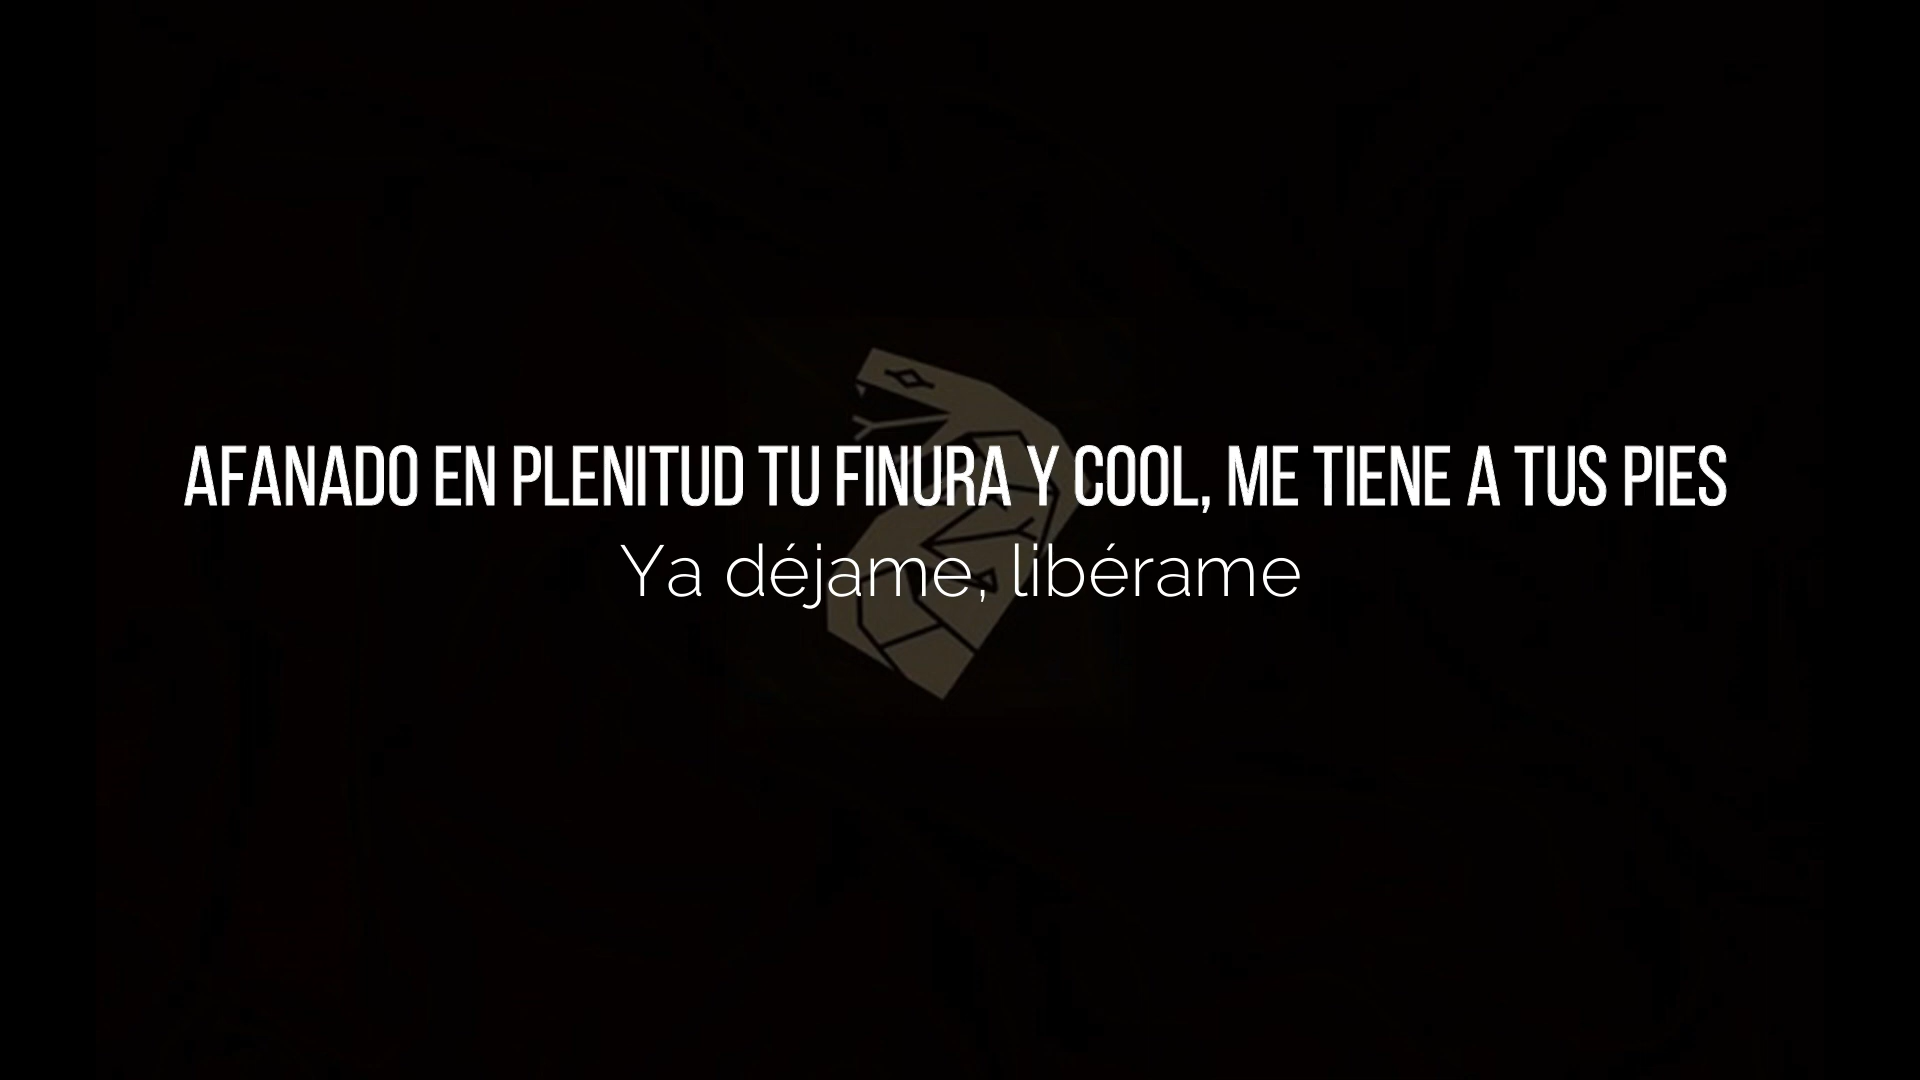 AFANADO EN PLENITUD TU FINURA Y COOL, ME TIENE A TUS PIES
Ya déjame, libérame